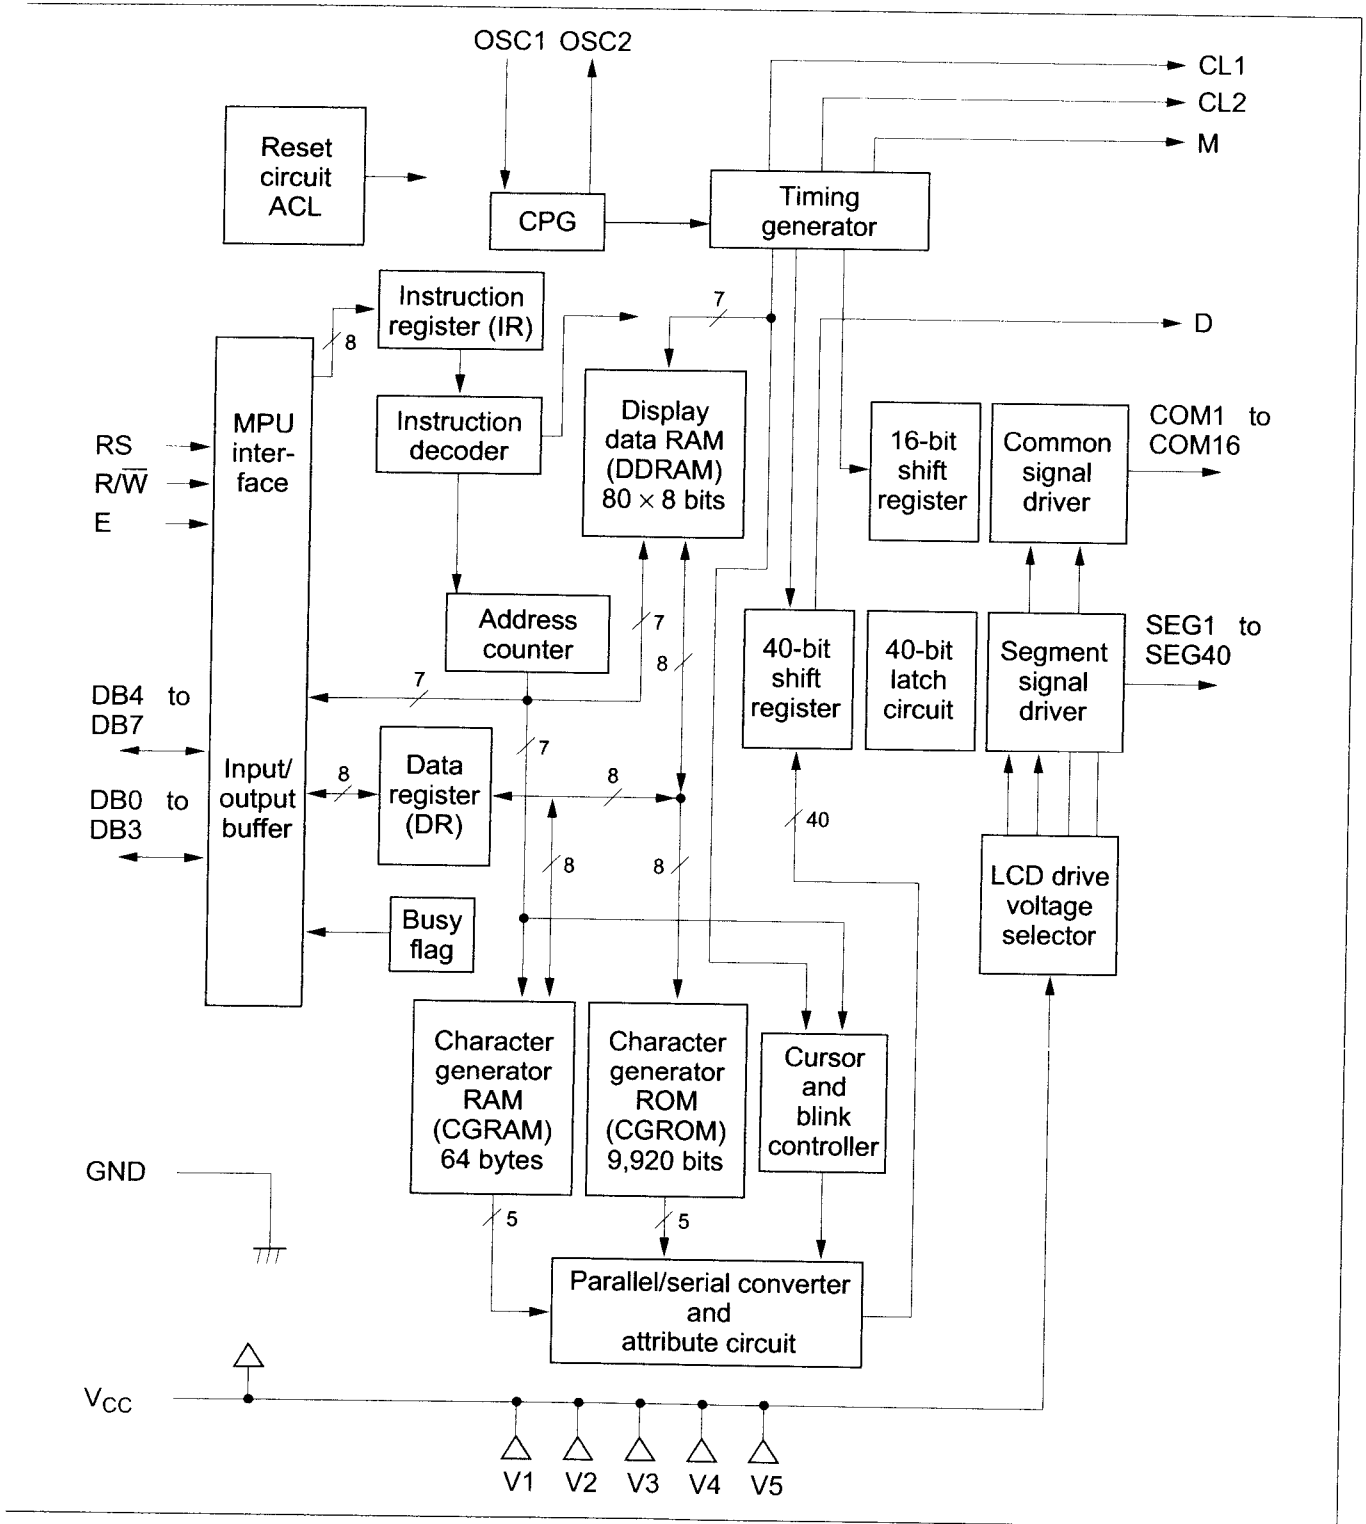 OSC1 OSC2
CL1
CL2
M
Reset
circuit
ACL
CPG
Timing
generator
Instruction
register (IR)
8
7
D
MPU
inter-
face
Instruction
decoder
Display
data RAM
(DDRAM)
80 × 8 bits
16-bit
shift
register
Common
signal
driver
COM1 to
COM16
RS
R/W̅
E
Address
counter
7
8
40-bit
shift
register
40-bit
latch
circuit
Segment
signal
driver
SEG1 to
SEG40
7
DB4 to
DB7
7
Input/
output
buffer
8
Data
register
(DR)
8
DB0 to
DB3
40
8
8
LCD drive
voltage
selector
Busy
flag
Character
generator
RAM
(CGRAM)
64 bytes
Character
generator
ROM
(CGROM)
9,920 bits
Cursor
and
blink
controller
GND
5
5
Parallel/serial converter
and
attribute circuit
VCC
V1 V2 V3 V4 V5